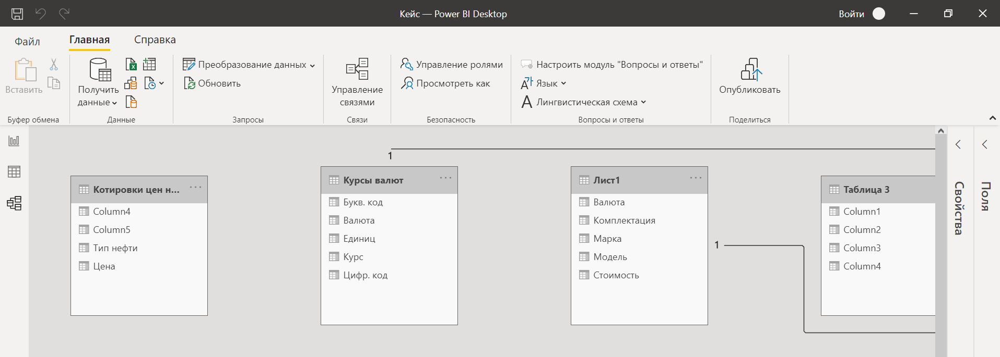 Кейс — Power BI Desktop
Войти
Файл
Главная
Справка
Вставить
Буфер обмена
Получить
данные
Данные
Преобразование данных
Обновить
Запросы
Управление
связями
Связи
Управление ролями
Просмотреть как
Безопасность
Настроить модуль "Вопросы и ответы"
Язык
Лингвистическая схема
Вопросы и ответы
Опубликовать
Поделиться
1
Котировки цен н...
Column4
Column5
Тип нефти
Цена
Курсы валют
Букв. код
Валюта
Единиц
Курс
Цифр. код
Лист1
Валюта
Комплектация
Марка
Модель
Стоимость
1
Таблица 3
Column1
Column2
Column3
Column4
Свойства
Поля